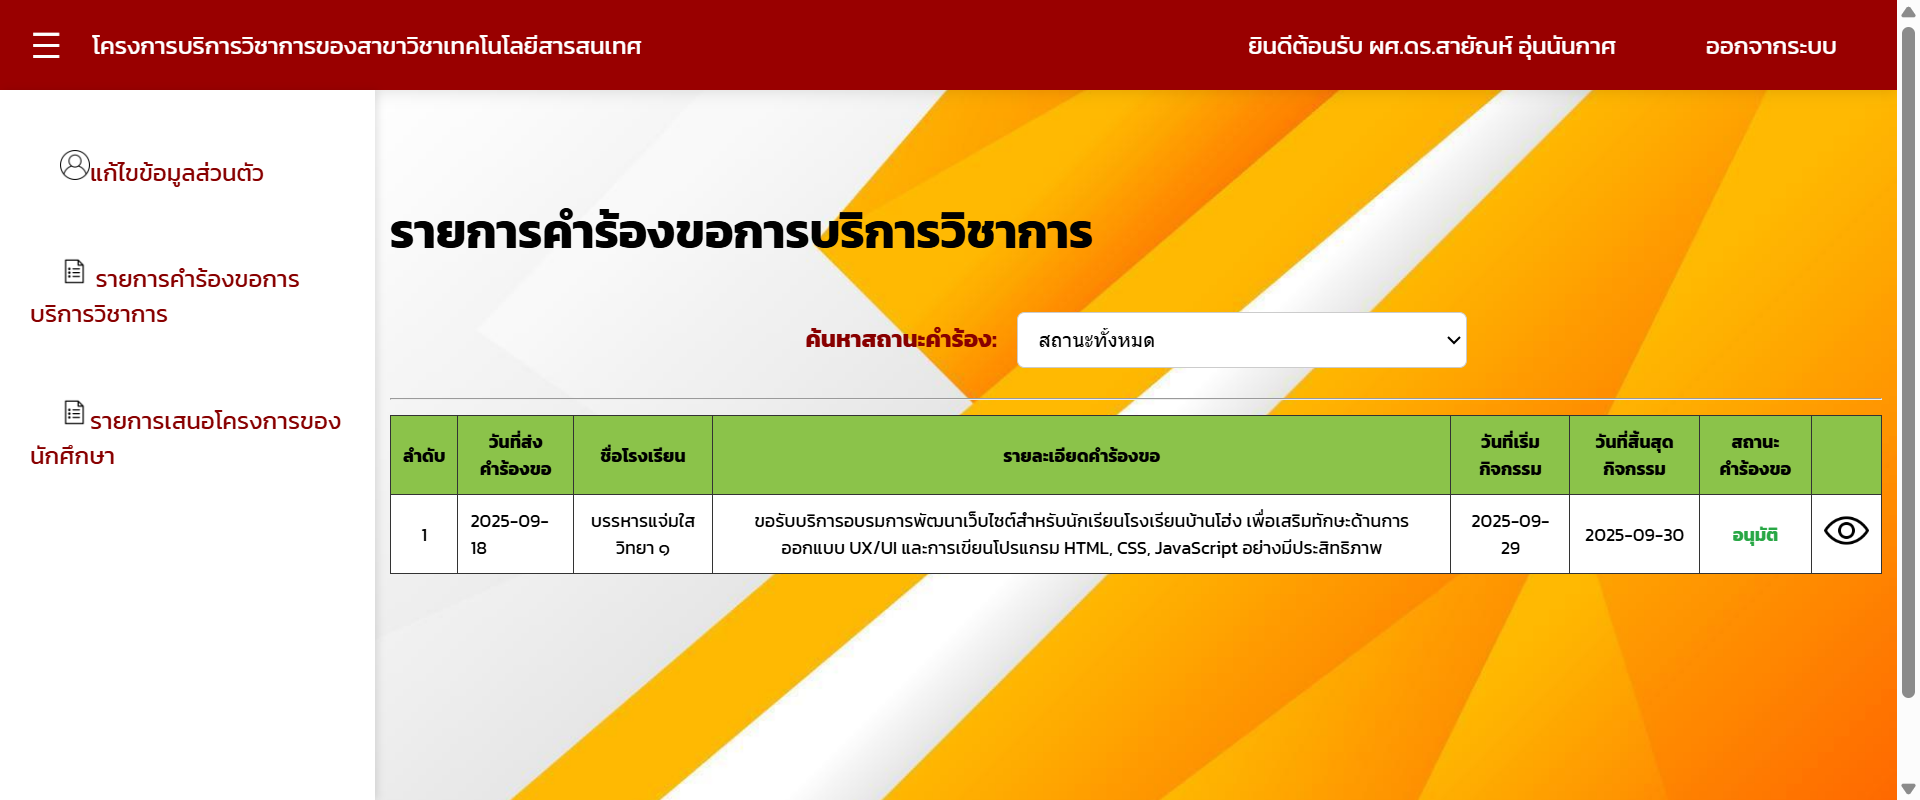 ☰ โครงการบริการวิชาการของสาขาวิชาเทคโนโลยีสารสนเทศ ยินดีต้อนรับ ผศ.ดร.สายัณห์ อุ่นนันกาศ ออกจากระบบ
แก้ไขข้อมูลส่วนตัว
รายการคำร้องขอการ
บริการวิชาการ
รายการเสนอโครงการของ
นักศึกษา
รายการคำร้องขอการบริการวิชาการ
ค้นหาสถานะคำร้อง: สถานะทั้งหมด
ลำดับ
วันที่ส่ง
คำร้องขอ
ชื่อโรงเรียน
รายละเอียดคำร้องขอ
วันที่เริ่ม
กิจกรรม
วันที่สิ้นสุด
กิจกรรม
สถานะ
คำร้องขอ
1
2025-09-
18
บรรหารแจ่มใส
วิทยา ๑
ขอรับบริการอบรมการพัฒนาเว็บไซต์สำหรับนักเรียนโรงเรียนบ้านโฮ่ง เพื่อเสริมทักษะด้านการ
ออกแบบ UX/UI และการเขียนโปรแกรม HTML, CSS, JavaScript อย่างมีประสิทธิภาพ
2025-09-
29
2025-09-30
อนุมัติ